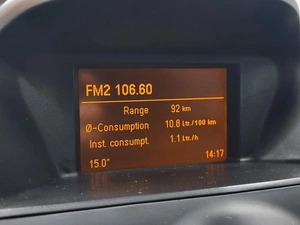 FM2 106.60
Range 92 km
Ø-Consumption 10.8 Ltr./100 km
Inst. consumpt. 1.1 Ltr./h
15.0° 14:17